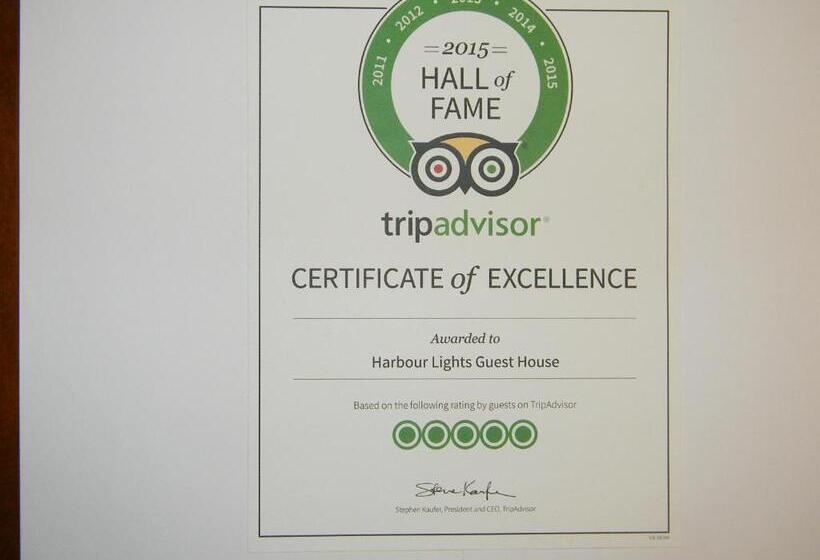 2011 • 2012 • 2013 • 2014 • 2015
=2015=
HALL of
FAME
tripadvisor®
CERTIFICATE of EXCELLENCE
Awarded to
Harbour Lights Guest House
Based on the following rating by guests on TripAdvisor
Stephen Kaufer, President and CEO, TripAdvisor